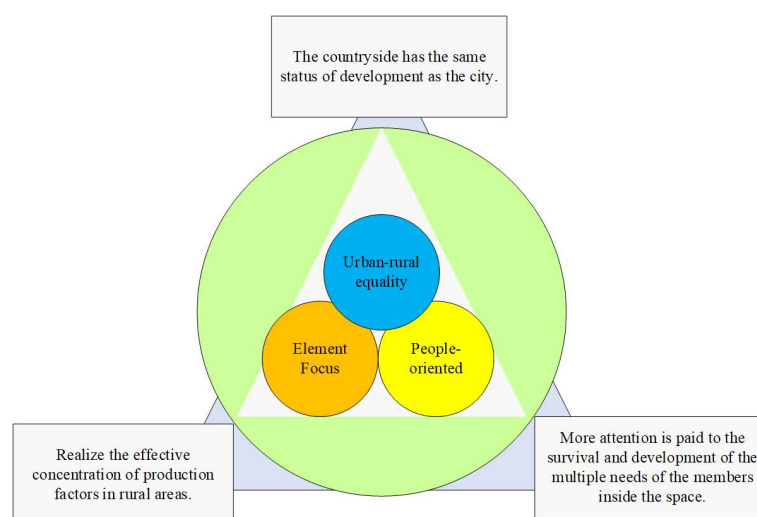 The countryside has the same
status of development as the city.
Urban-rural
equality
Element
Focus
People-
oriented
Realize the effective
concentration of production
factors in rural areas.
More attention is paid to the
survival and development of the
multiple needs of the members
inside the space.